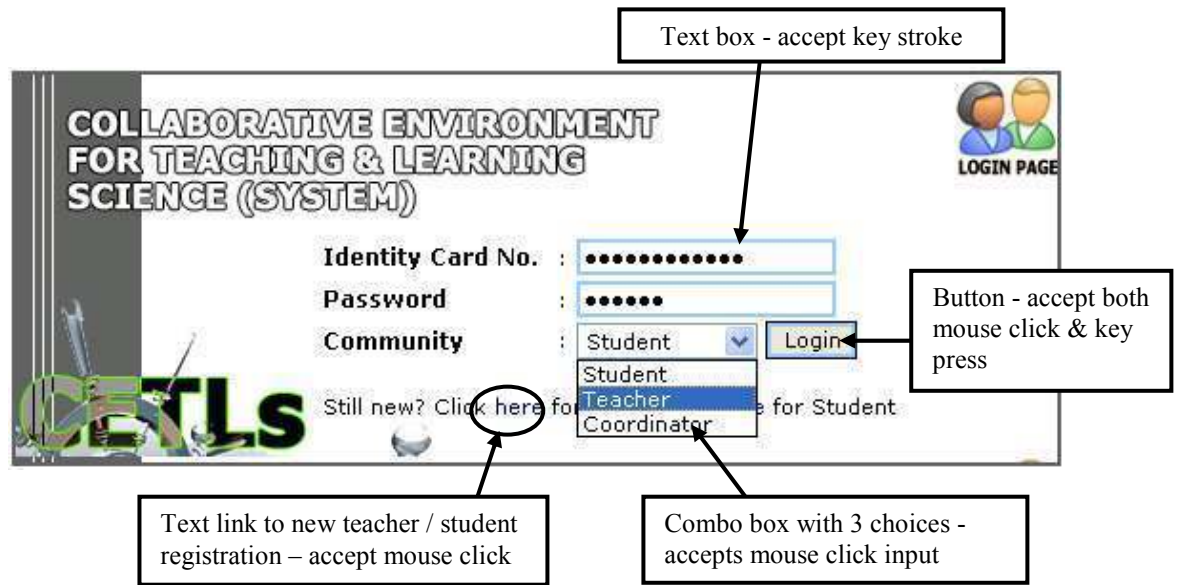 Text box - accept key stroke
COLLABORATIVE ENVIRONMENT
FOR TEACHING & LEARNING
SCIENCE (SYSTEM)
LOGIN PAGE
Identity Card No. : ●●●●●●●●●●●●
Password : ●●●●●●
Community : Student Login
Student
Teacher
Coordinator
Button - accept both
mouse click & key
press
Still new? Click here fo e for Student
CETLs
Text link to new teacher / student
registration – accept mouse click
Combo box with 3 choices -
accepts mouse click input